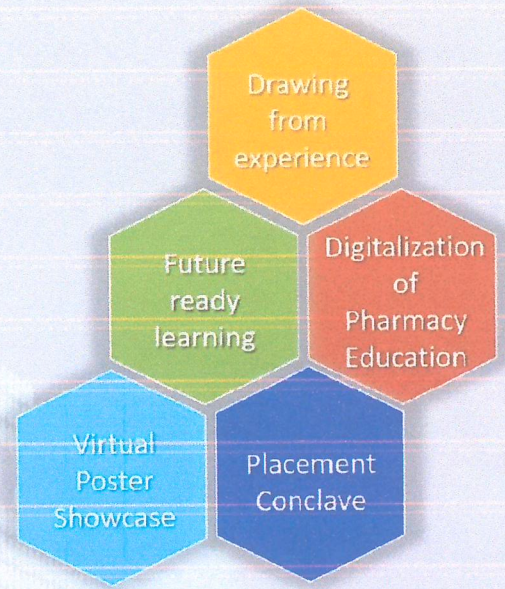 Drawing
from
experience
Future
ready
learning
Digitalization
of
Pharmacy
Education
Virtual
Poster
Showcase
Placement
Conclave